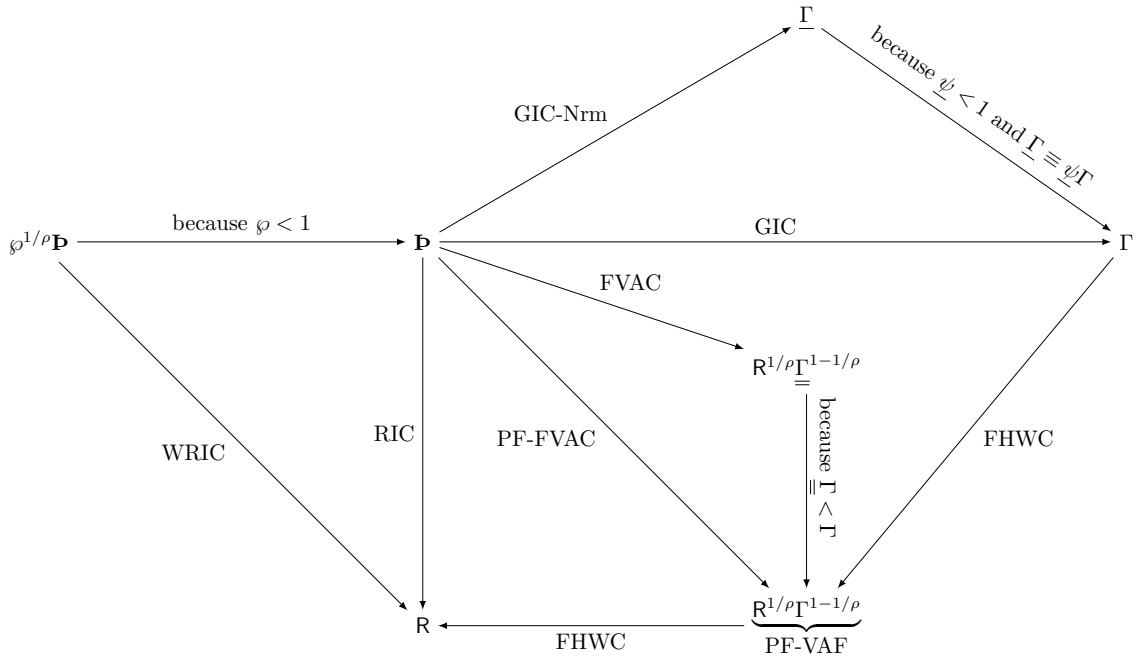 Γ̲
because ψ̲ < 1 and Γ̲ ≡ ψ̲Γ
GIC-Nrm
℘^{1/ρ}Þ
because ℘ < 1
Þ
GIC
Γ
FVAC
R^{1/ρ}Γ̳^{1−1/ρ}
WRIC
RIC
PF-FVAC
because Γ̳ < Γ
FHWC
R
FHWC
R^{1/ρ}Γ^{1−1/ρ}
PF-VAF